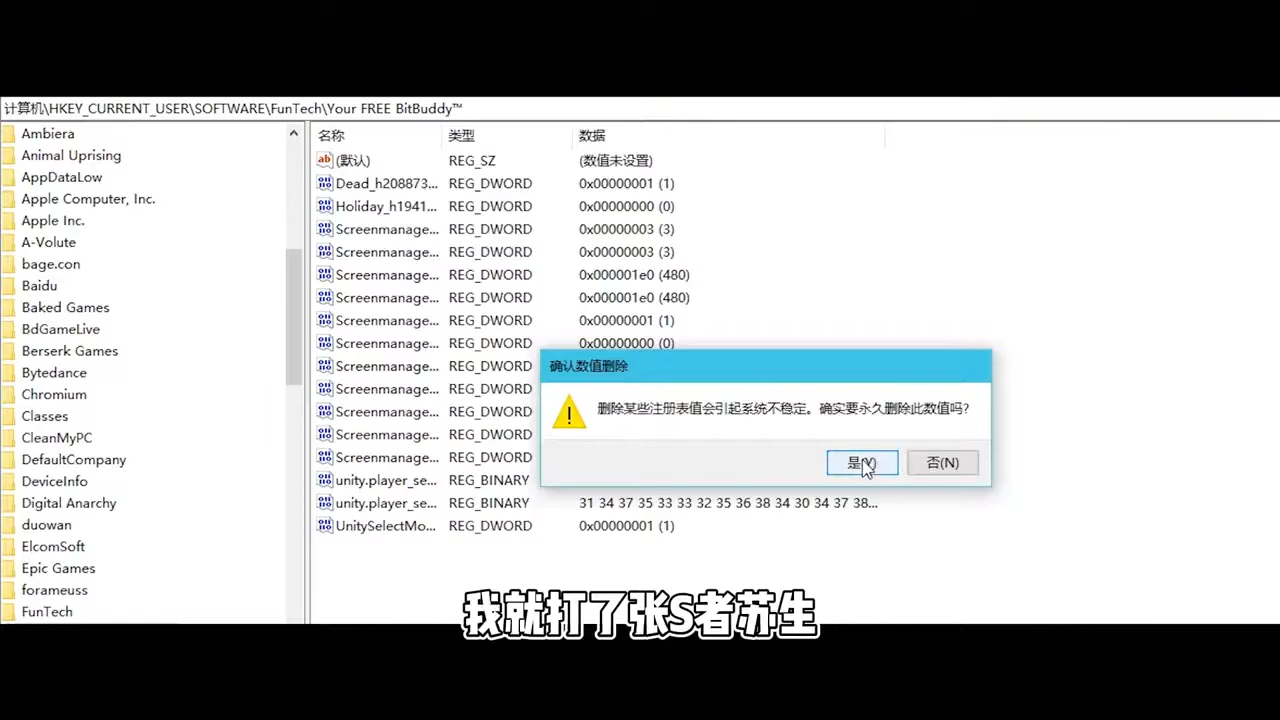 计算机\HKEY_CURRENT_USER\SOFTWARE\FunTech\Your FREE BitBuddy™
Ambiera
Animal Uprising
AppDataLow
Apple Computer, Inc.
Apple Inc.
A-Volute
bage.con
Baidu
Baked Games
BdGameLive
Berserk Games
Bytedance
Chromium
Classes
CleanMyPC
DefaultCompany
DeviceInfo
Digital Anarchy
duowan
ElcomSoft
Epic Games
forameuss
FunTech
名称 类型 数据
(默认) REG_SZ (数值未设置)
Dead_h208873... REG_DWORD 0x00000001 (1)
Holiday_h1941... REG_DWORD 0x00000000 (0)
Screenmanage... REG_DWORD 0x00000003 (3)
Screenmanage... REG_DWORD 0x00000003 (3)
Screenmanage... REG_DWORD 0x000001e0 (480)
Screenmanage... REG_DWORD 0x000001e0 (480)
Screenmanage... REG_DWORD 0x00000001 (1)
Screenmanage... REG_DWORD 0x00000000 (0)
Screenmanage... REG_DWORD
Screenmanage... REG_DWORD
Screenmanage... REG_DWORD
Screenmanage... REG_DWORD
Screenmanage... REG_DWORD
unity.player_se... REG_BINARY
unity.player_se... REG_BINARY 31 34 37 35 33 33 32 35 36 38 34 30 34 37 38...
UnitySelectMo... REG_DWORD 0x00000001 (1)
确认数值删除
删除某些注册表值会引起系统不稳定。确实要永久删除此数值吗?
是(Y) 否(N)
我就打了张S者苏生